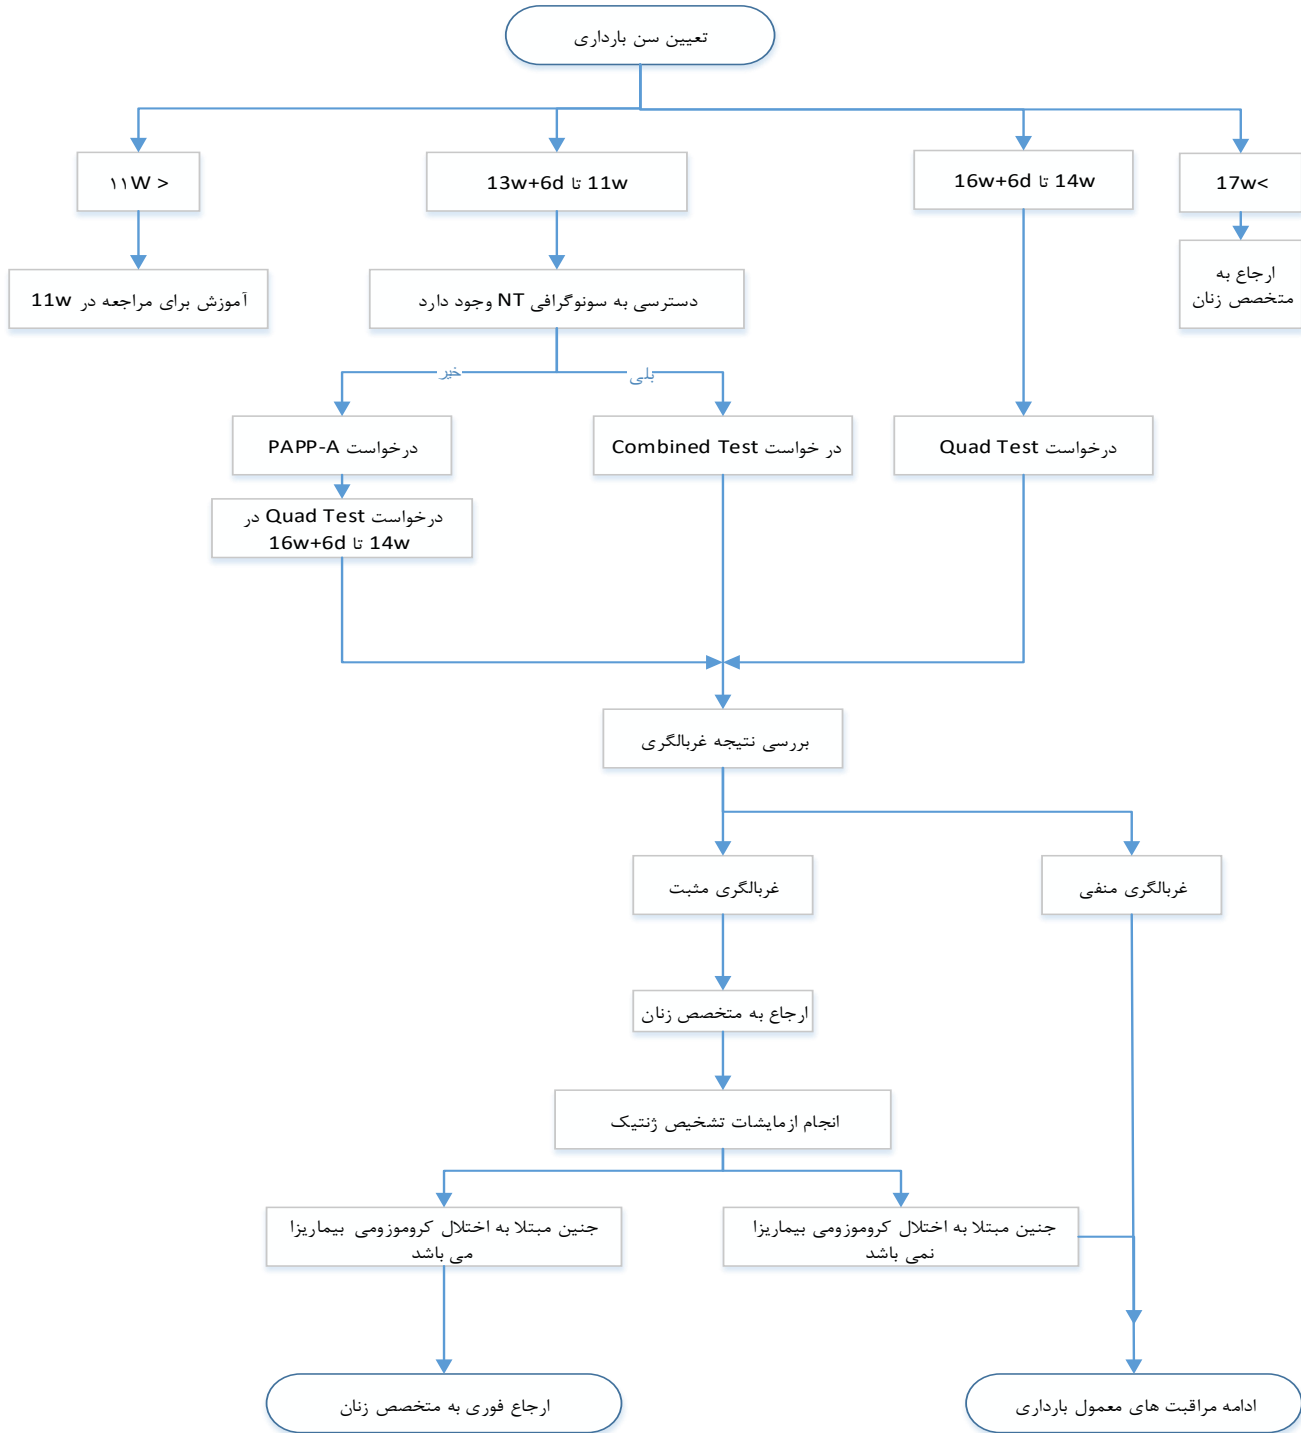 تعیین سن بارداری
۱۱W >
11w تا 13w+6d
14w تا 16w+6d
17w<
آموزش برای مراجعه در 11w
دسترسی به سونوگرافی NT وجود دارد
ارجاع به
متخصص زنان
خیر
بلی
درخواست PAPP-A
در خواست Combined Test
درخواست Quad Test
درخواست Quad Test در
14w تا 16w+6d
بررسی نتیجه غربالگری
غربالگری مثبت
غربالگری منفی
ارجاع به متخصص زنان
انجام ازمایشات تشخیص ژنتیک
جنین مبتلا به اختلال کروموزومی بیماریزا
می باشد
جنین مبتلا به اختلال کروموزومی بیماریزا
نمی باشد
ارجاع فوری به متخصص زنان
ادامه مراقبت های معمول بارداری